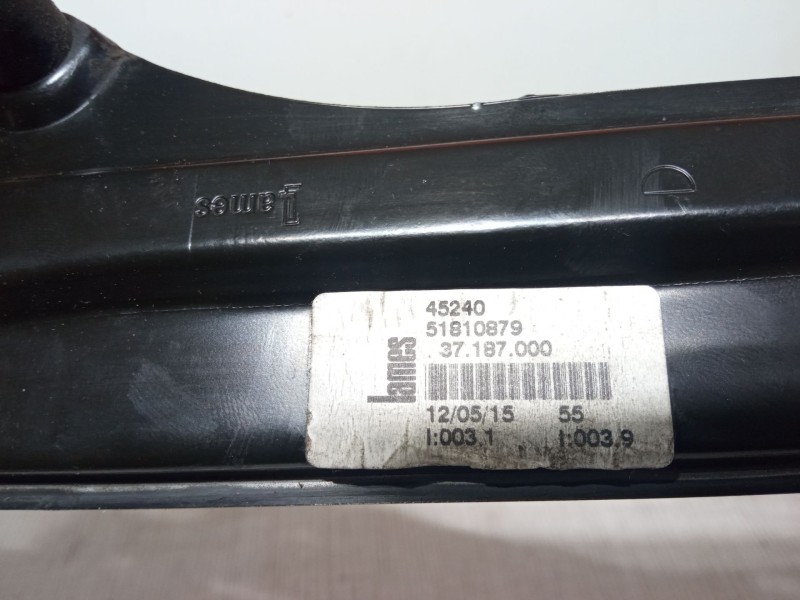 Lames
D
45240
51810879
37.187.000
Lames
12/05/15 55
I:003.1 I:003.9